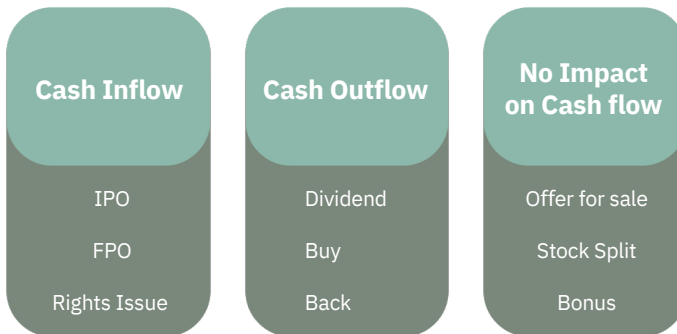 Cash Inflow
IPO
FPO
Rights Issue
Cash Outflow
Dividend
Buy
Back
No Impact
on Cash flow
Offer for sale
Stock Split
Bonus